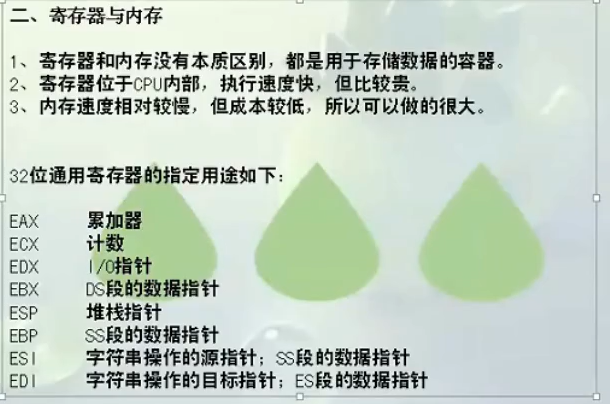 二、寄存器与内存
1、寄存器和内存没有本质区别，都是用于存储数据的容器。
2、寄存器位于CPU内部，执行速度快，但比较贵。
3、内存速度相对较慢，但成本较低，所以可以做的很大。
32位通用寄存器的指定用途如下：
EAX 累加器
ECX 计数
EDX I/O指针
EBX DS段的数据指针
ESP 堆栈指针
EBP SS段的数据指针
ESI 字符串操作的源指针；SS段的数据指针
EDI 字符串操作的目标指针；ES段的数据指针